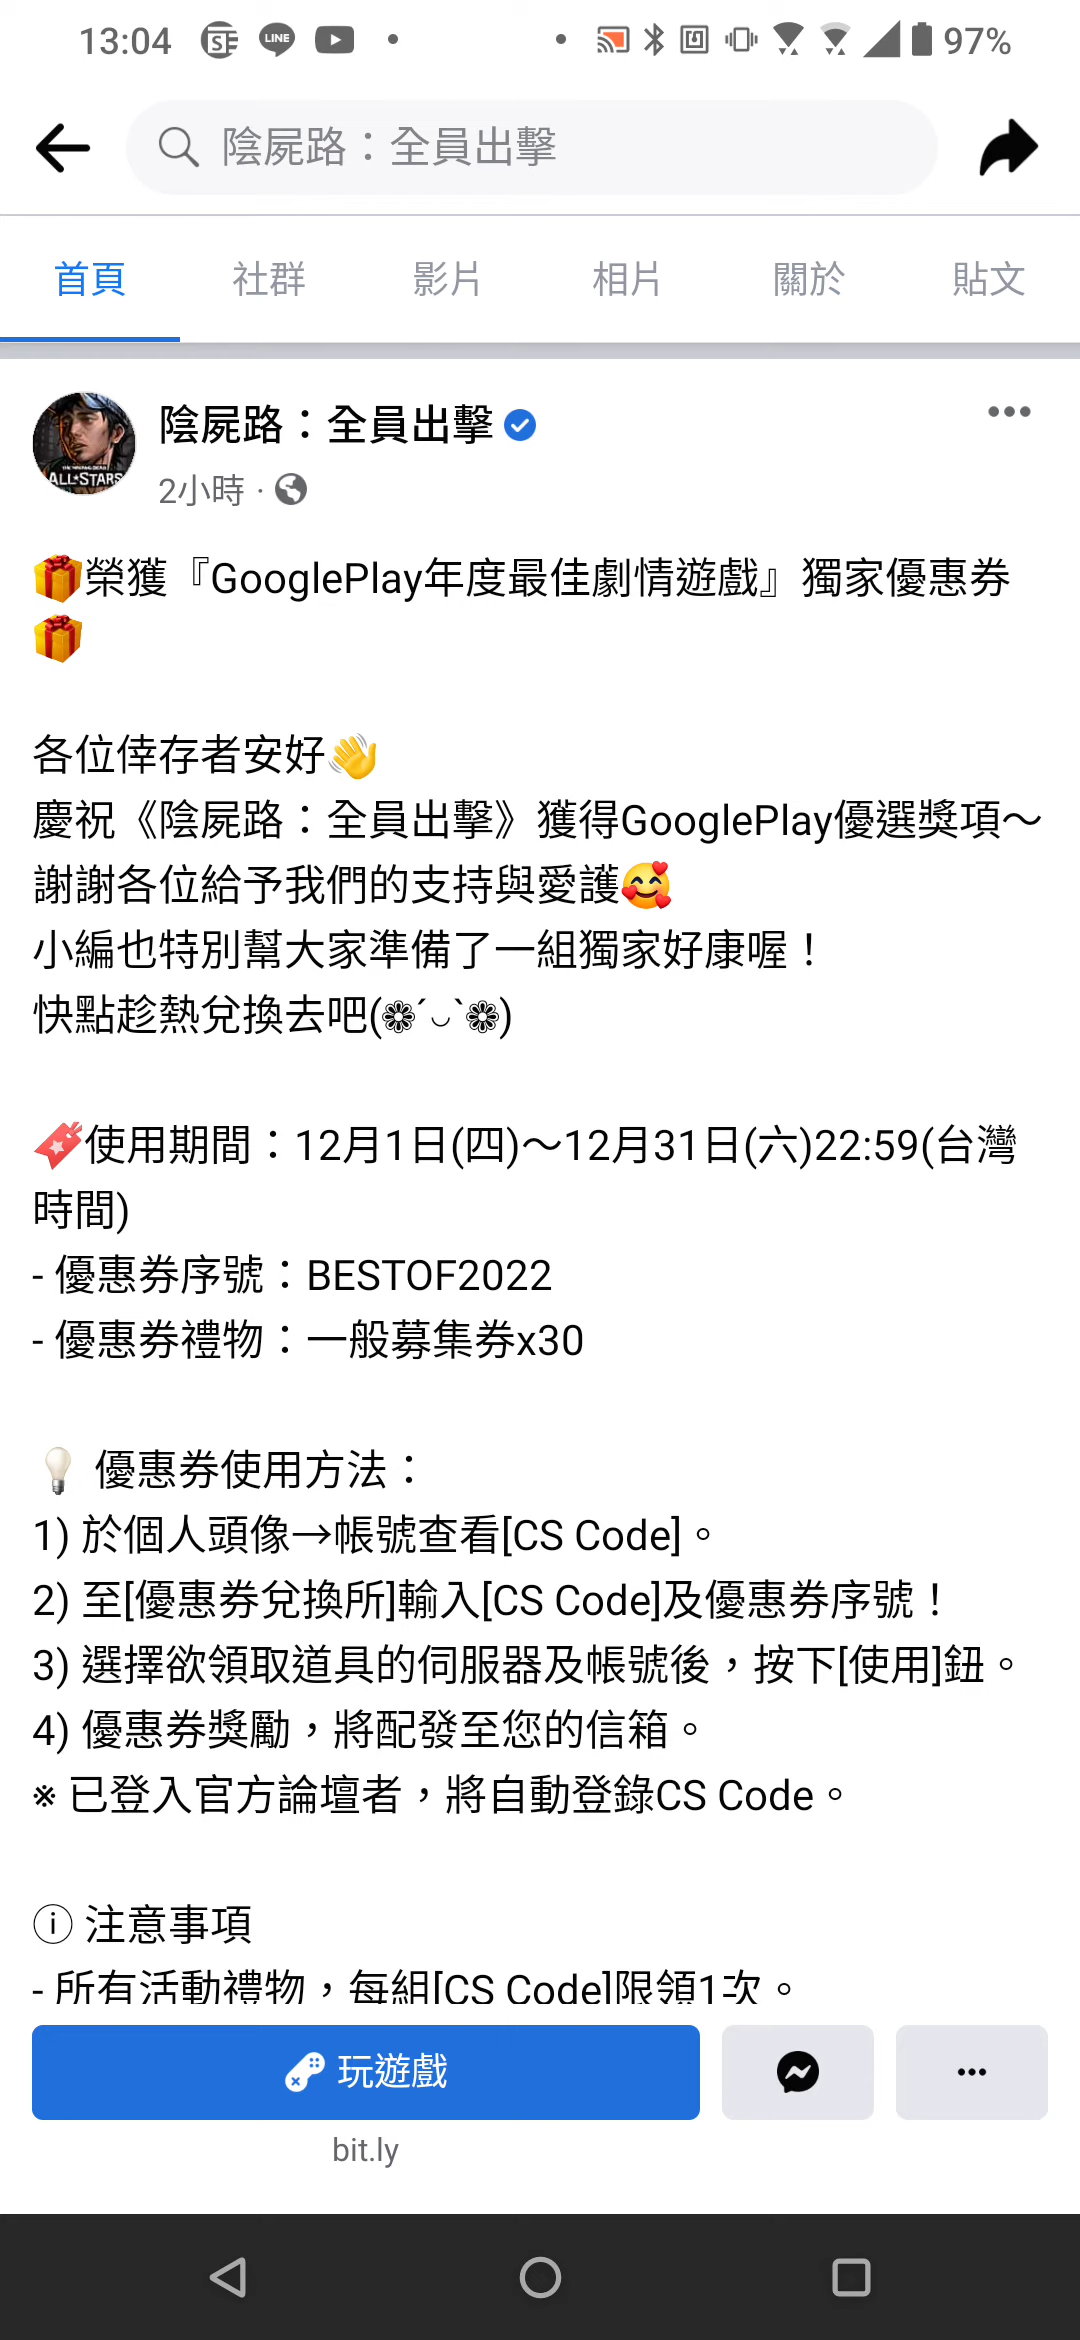 13:04
LINE
97%
陰屍路：全員出擊
首頁 社群 影片 相片 關於 貼文
THE WALKING DEAD
ALL★STARS
陰屍路：全員出擊
2小時 ·
🎁榮獲『GooglePlay年度最佳劇情遊戲』獨家優惠券
🎁
各位倖存者安好👋
慶祝《陰屍路：全員出擊》獲得GooglePlay優選獎項～
謝謝各位給予我們的支持與愛護🥰
小編也特別幫大家準備了一組獨家好康喔！
快點趁熱兌換去吧(❁´◡`❁)
🔖使用期間：12月1日(四)～12月31日(六)22:59(台灣
時間)
- 優惠券序號：BESTOF2022
- 優惠券禮物：一般募集券x30
💡 優惠券使用方法：
1) 於個人頭像→帳號查看[CS Code]。
2) 至[優惠券兌換所]輸入[CS Code]及優惠券序號！
3) 選擇欲領取道具的伺服器及帳號後，按下[使用]鈕。
4) 優惠券獎勵，將配發至您的信箱。
※ 已登入官方論壇者，將自動登錄CS Code。
ⓘ 注意事項
- 所有活動禮物，每組[CS Code]限領1次。
玩遊戲
bit.ly